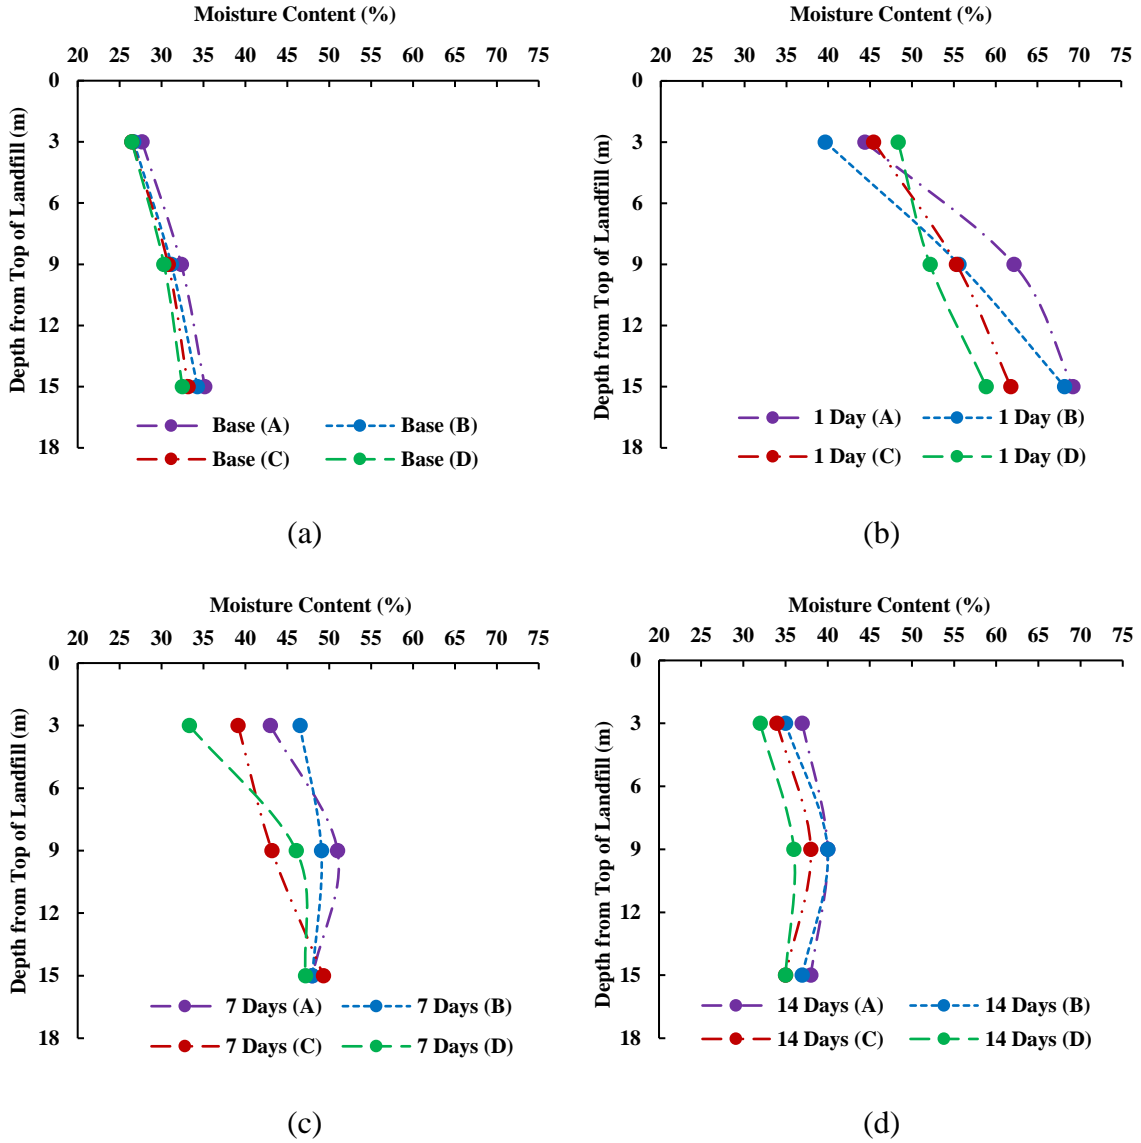 Moisture Content (%)
20 25 30 35 40 45 50 55 60 65 70 75
0
3
6
9
12
15
18
Depth from Top of Landfill (m)
Base (A) Base (B)
Base (C) Base (D)
(a)
Moisture Content (%)
20 25 30 35 40 45 50 55 60 65 70 75
0
3
6
9
12
15
18
Depth from Top of Landfill (m)
1 Day (A) 1 Day (B)
1 Day (C) 1 Day (D)
(b)
Moisture Content (%)
20 25 30 35 40 45 50 55 60 65 70 75
0
3
6
9
12
15
18
Depth from Top of Landfill (m)
7 Days (A) 7 Days (B)
7 Days (C) 7 Days (D)
(c)
Moisture Content (%)
20 25 30 35 40 45 50 55 60 65 70 75
0
3
6
9
12
15
18
Depth from Top of Landfill (m)
14 Days (A) 14 Days (B)
14 Days (C) 14 Days (D)
(d)